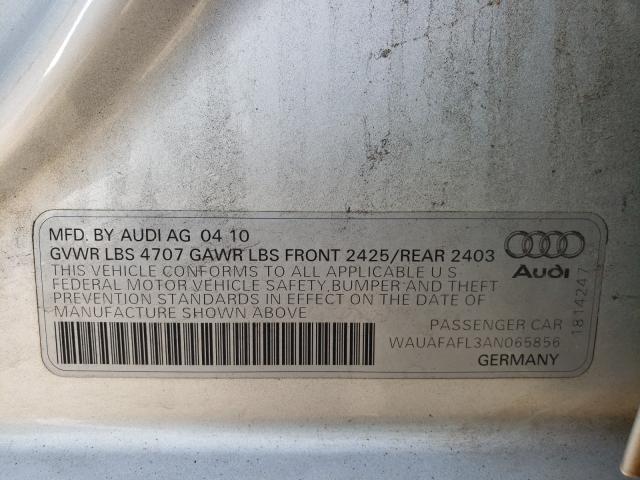 MFD. BY AUDI AG 04 10
GVWR LBS 4707 GAWR LBS FRONT 2425/REAR 2403
THIS VEHICLE CONFORMS TO ALL APPLICABLE U S
FEDERAL MOTOR VEHICLE SAFETY, BUMPER AND THEFT
PREVENTION STANDARDS IN EFFECT ON THE DATE OF
MANUFACTURE SHOWN ABOVE
Audi
1814247
PASSENGER CAR
WAUAFAFL3AN065856
GERMANY